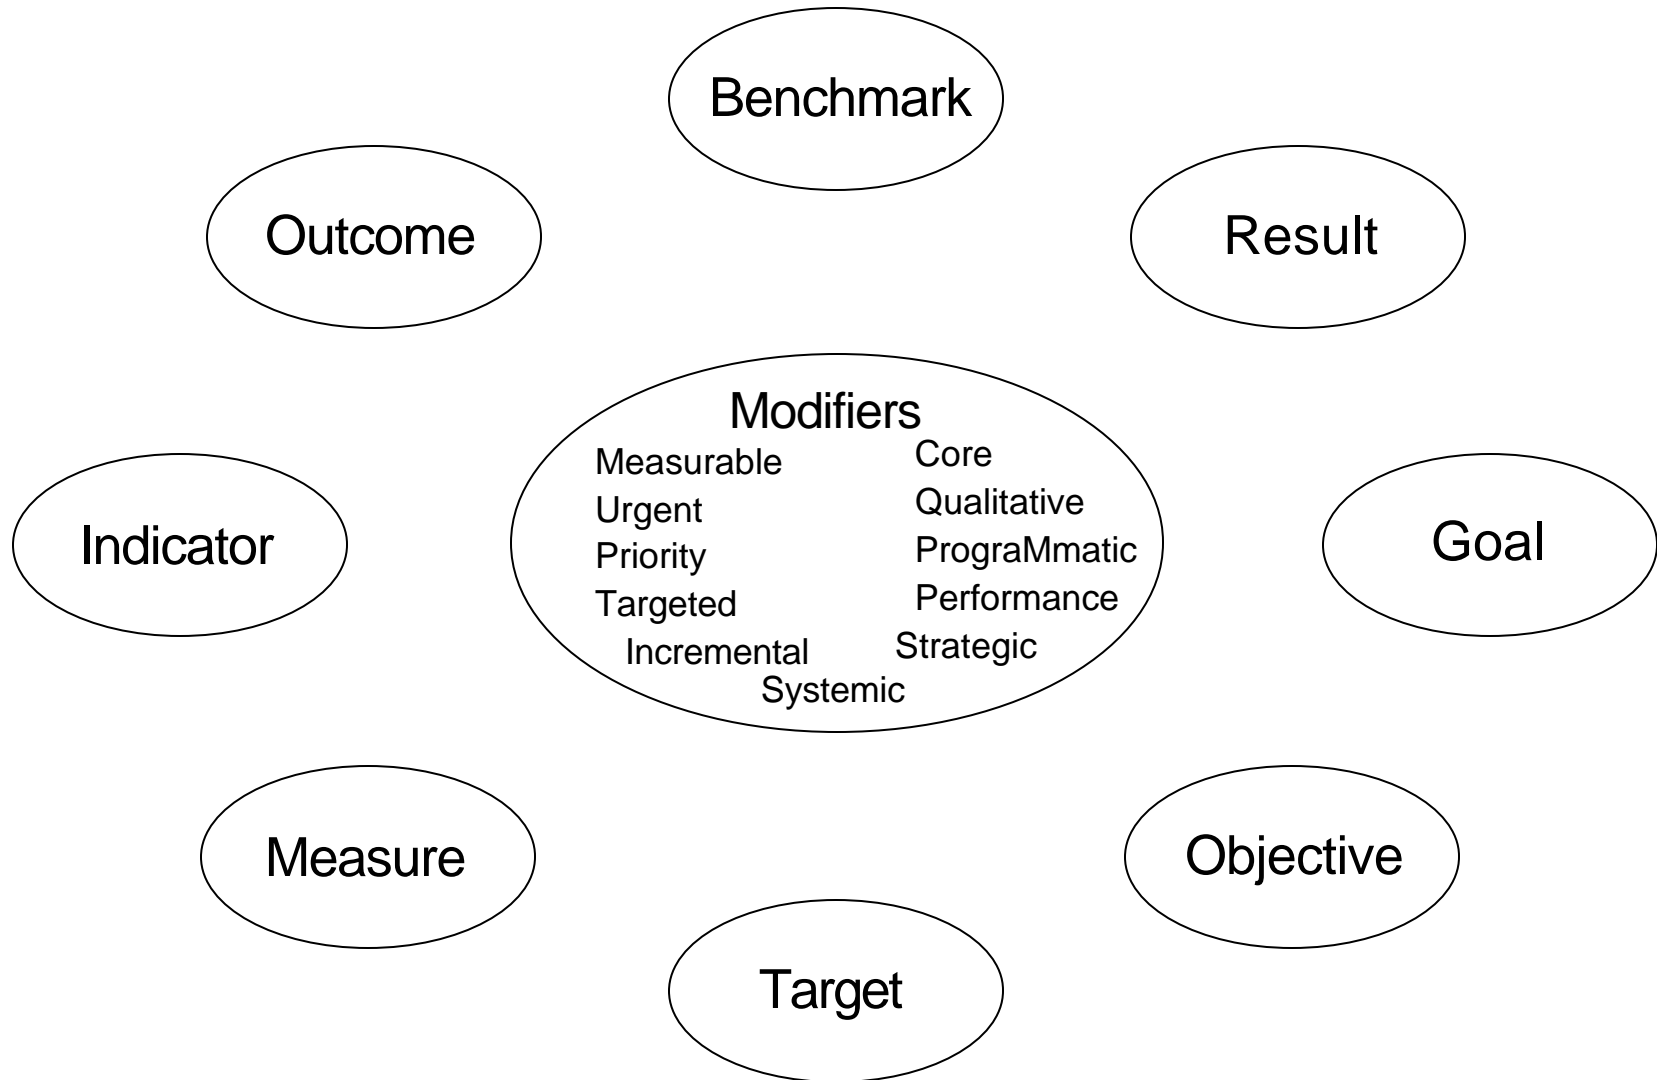 Benchmark
Outcome
Result
Modifiers
Measurable
Core
Urgent
Qualitative
Priority
PrograMmatic
Targeted
Performance
Incremental
Strategic
Systemic
Indicator
Goal
Measure
Objective
Target